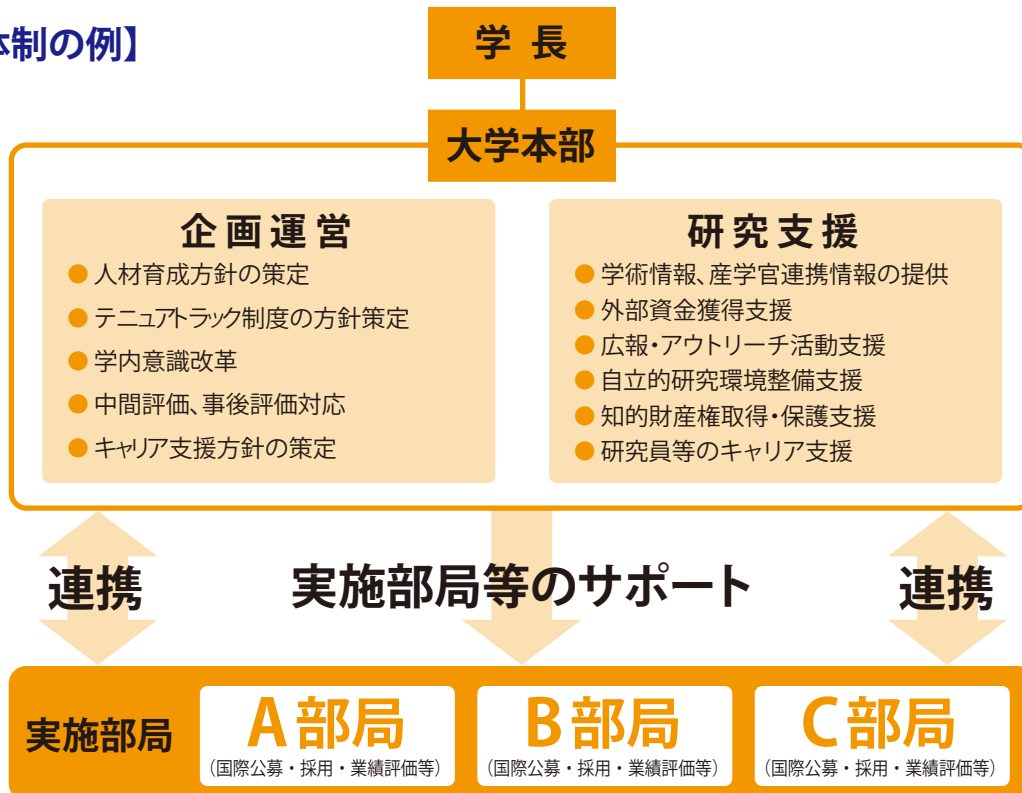 体制の例】
学長
大学本部
企画運営
● 人材育成方針の策定
● テニュアトラック制度の方針策定
● 学内意識改革
● 中間評価、事後評価対応
● キャリア支援方針の策定
研究支援
● 学術情報、産学官連携情報の提供
● 外部資金獲得支援
● 広報・アウトリーチ活動支援
● 自立的研究環境整備支援
● 知的財産権取得・保護支援
● 研究員等のキャリア支援
連携
実施部局等のサポート
連携
実施部局
A部局
（国際公募・採用・業績評価等）
B部局
（国際公募・採用・業績評価等）
C部局
（国際公募・採用・業績評価等）